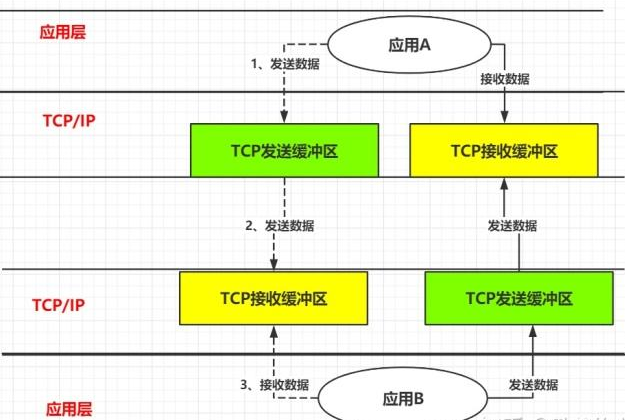 应用层
应用A
1、发送数据
接收数据
TCP/IP
TCP发送缓冲区
TCP接收缓冲区
2、发送数据
发送数据
TCP/IP
TCP接收缓冲区
TCP发送缓冲区
3、接收数据
应用B
发送数据
应用层